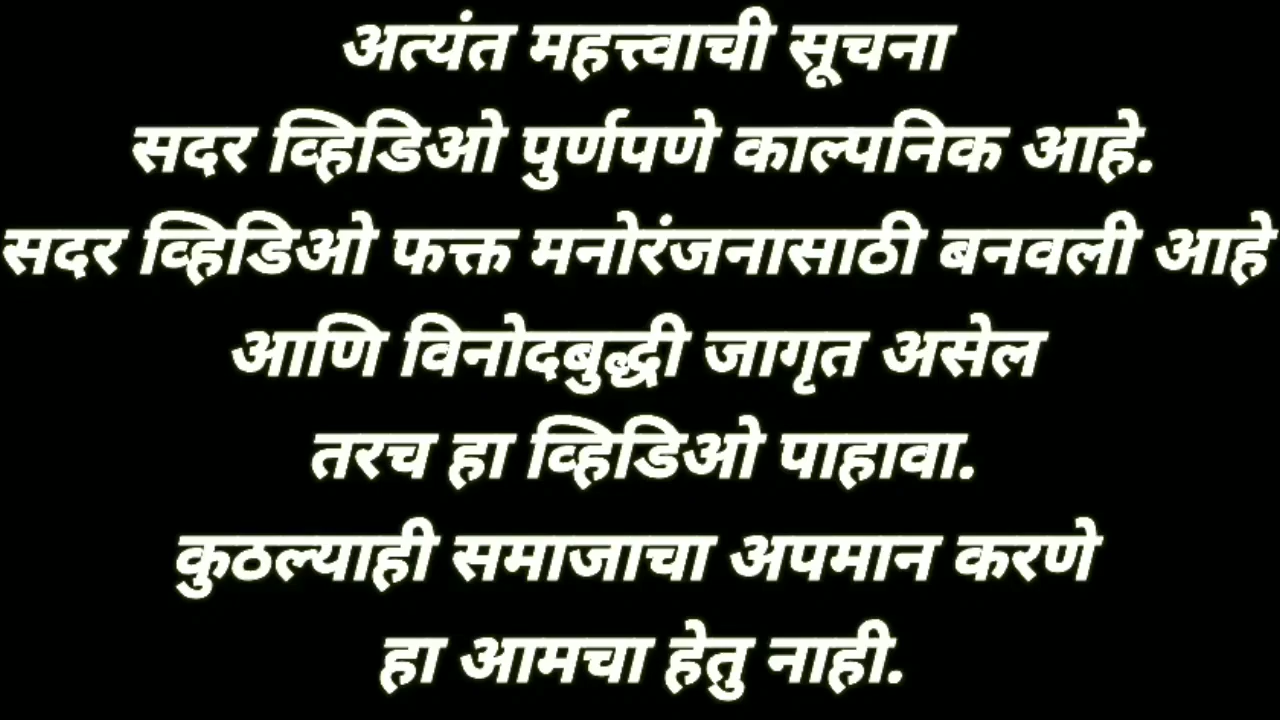 अत्यंत महत्त्वाची सूचना
सदर व्हिडिओ पुर्णपणे काल्पनिक आहे.
सदर व्हिडिओ फक्त मनोरंजनासाठी बनवली आहे
आणि विनोदबुद्धी जागृत असेल
तरच हा व्हिडिओ पाहावा.
कुठल्याही समाजाचा अपमान करणे
हा आमचा हेतु नाही.